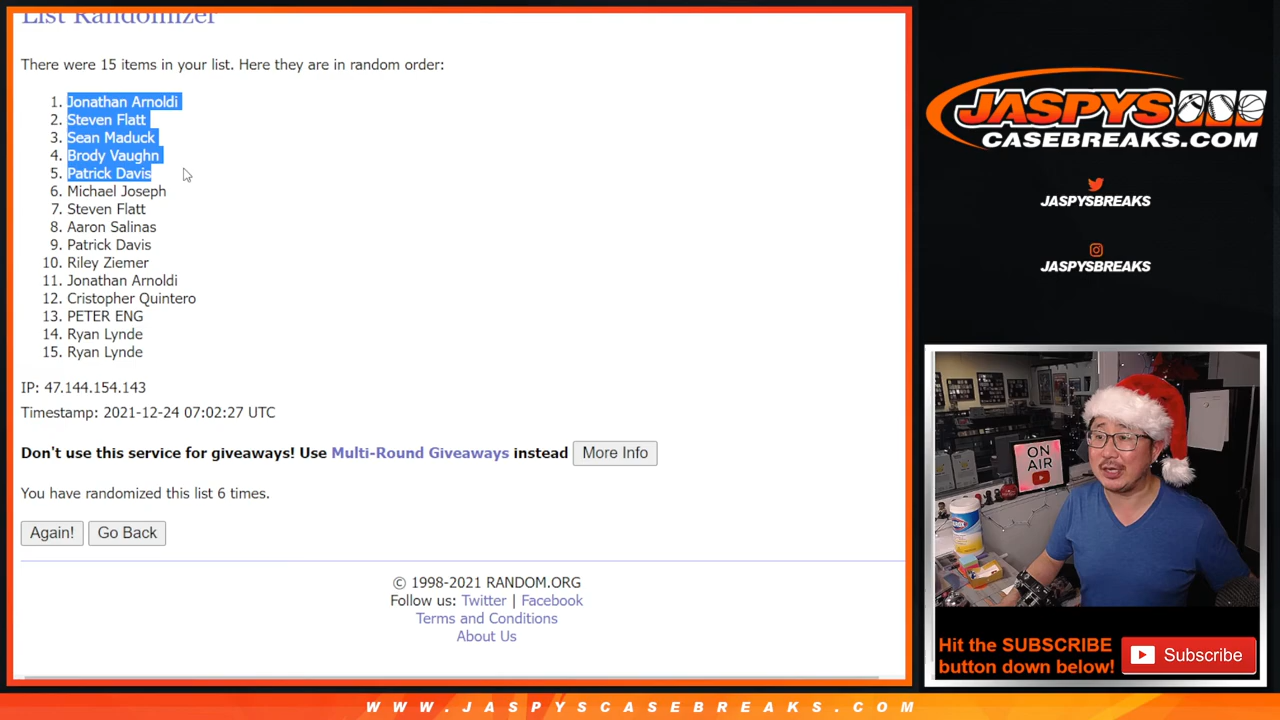 List Randomizer
There were 15 items in your list. Here they are in random order:
1. Jonathan Arnoldi
2. Steven Flatt
3. Sean Maduck
4. Brody Vaughn
5. Patrick Davis
6. Michael Joseph
7. Steven Flatt
8. Aaron Salinas
9. Patrick Davis
10. Riley Ziemer
11. Jonathan Arnoldi
12. Cristopher Quintero
13. PETER ENG
14. Ryan Lynde
15. Ryan Lynde
IP: 47.144.154.143
Timestamp: 2021-12-24 07:02:27 UTC
Don't use this service for giveaways! Use Multi-Round Giveaways instead More Info
You have randomized this list 6 times.
Again! Go Back
© 1998-2021 RANDOM.ORG
Follow us: Twitter | Facebook
Terms and Conditions
About Us
JASPYS
CASEBREAKS.COM
JASPYSBREAKS
JASPYSBREAKS
ON
AIR
Hit the SUBSCRIBE
button down below!
Subscribe
WWW.JASPYSCASEBREAKS.COM